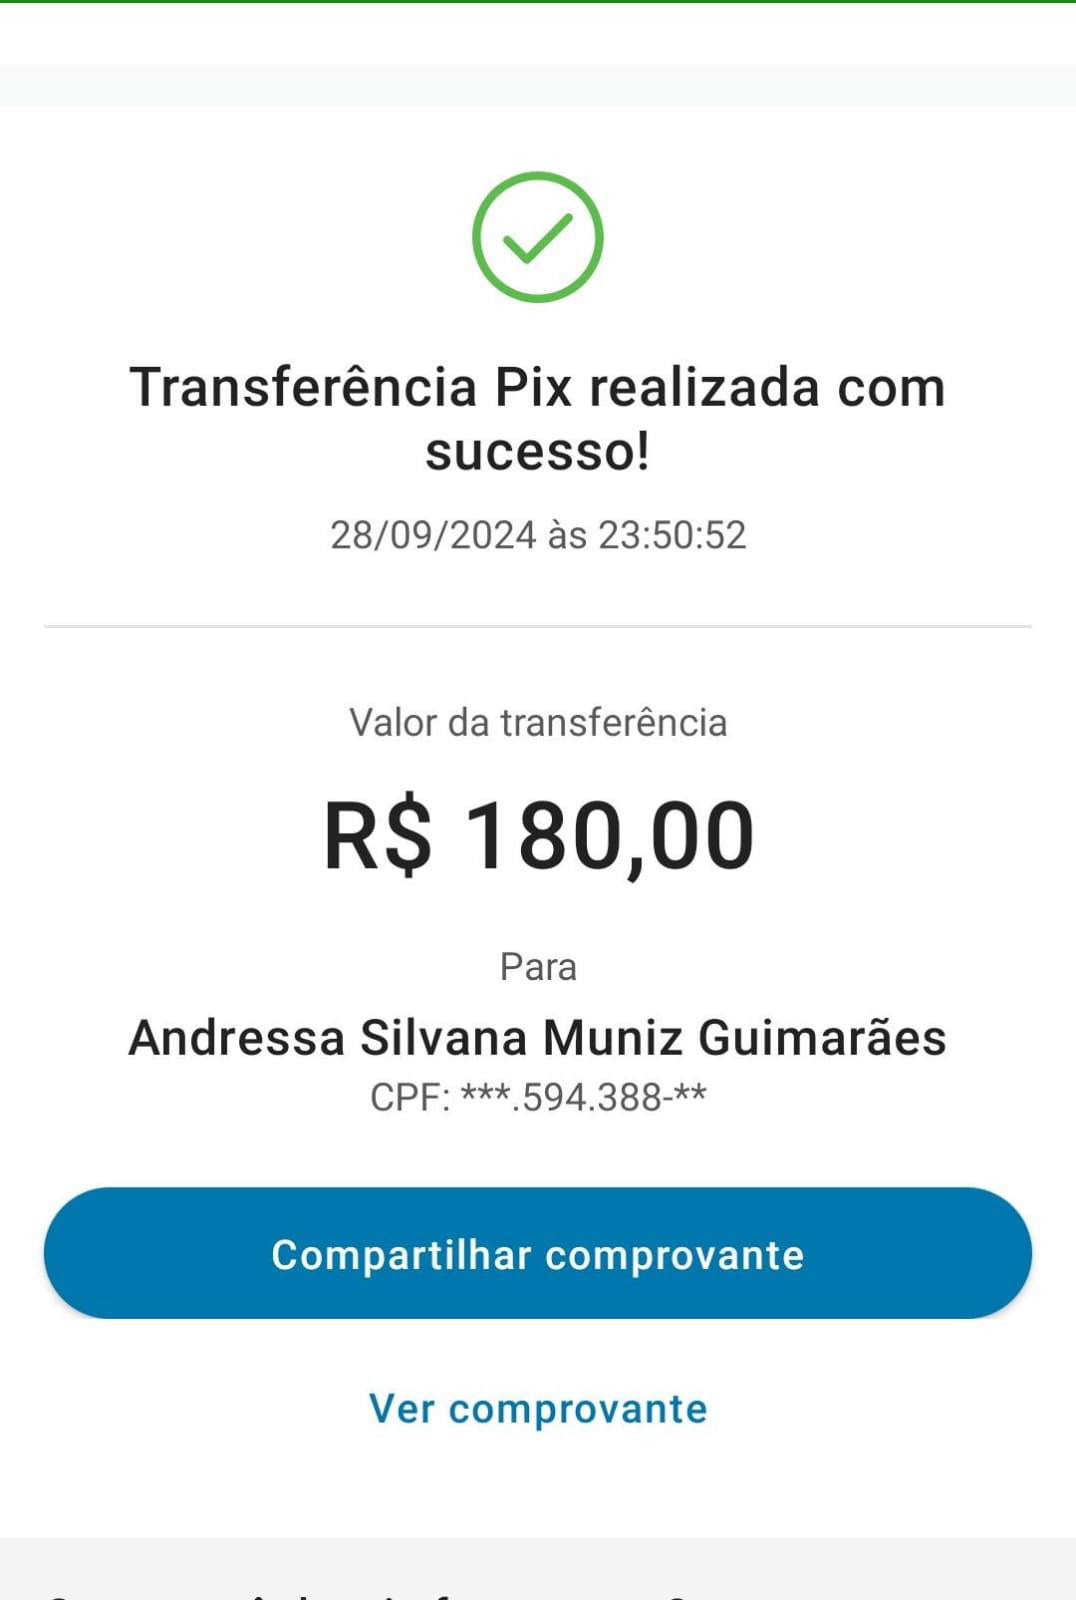 Transferência Pix realizada com
sucesso!
28/09/2024 às 23:50:52
Valor da transferência
R$ 180,00
Para
Andressa Silvana Muniz Guimarães
CPF: ***.594.388-**
Compartilhar comprovante
Ver comprovante